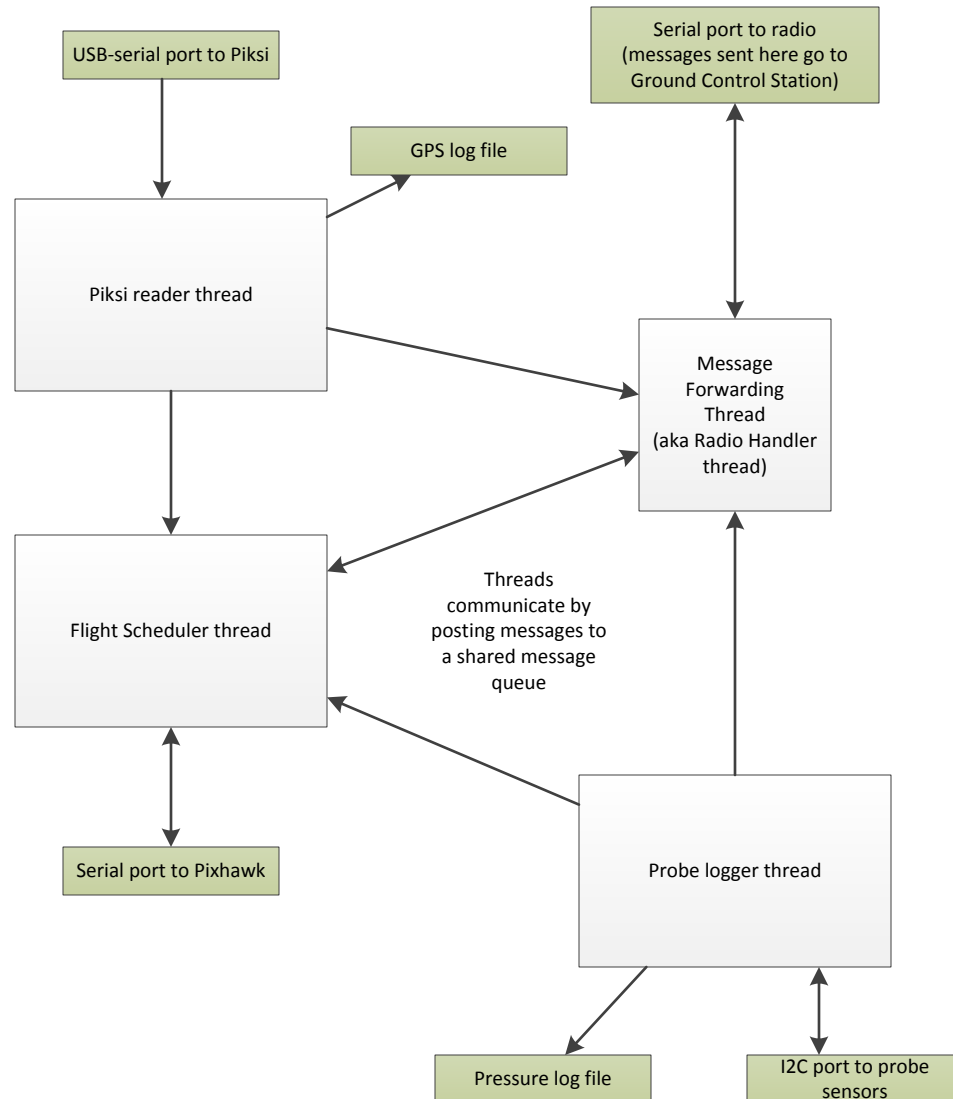 USB-serial port to Piksi
Serial port to radio
(messages sent here go to
Ground Control Station)
GPS log file
Piksi reader thread
Message
Forwarding
Thread
(aka Radio Handler
thread)
Threads
communicate by
posting messages to
a shared message
queue
Flight Scheduler thread
Serial port to Pixhawk
Probe logger thread
Pressure log file
I2C port to probe
sensors